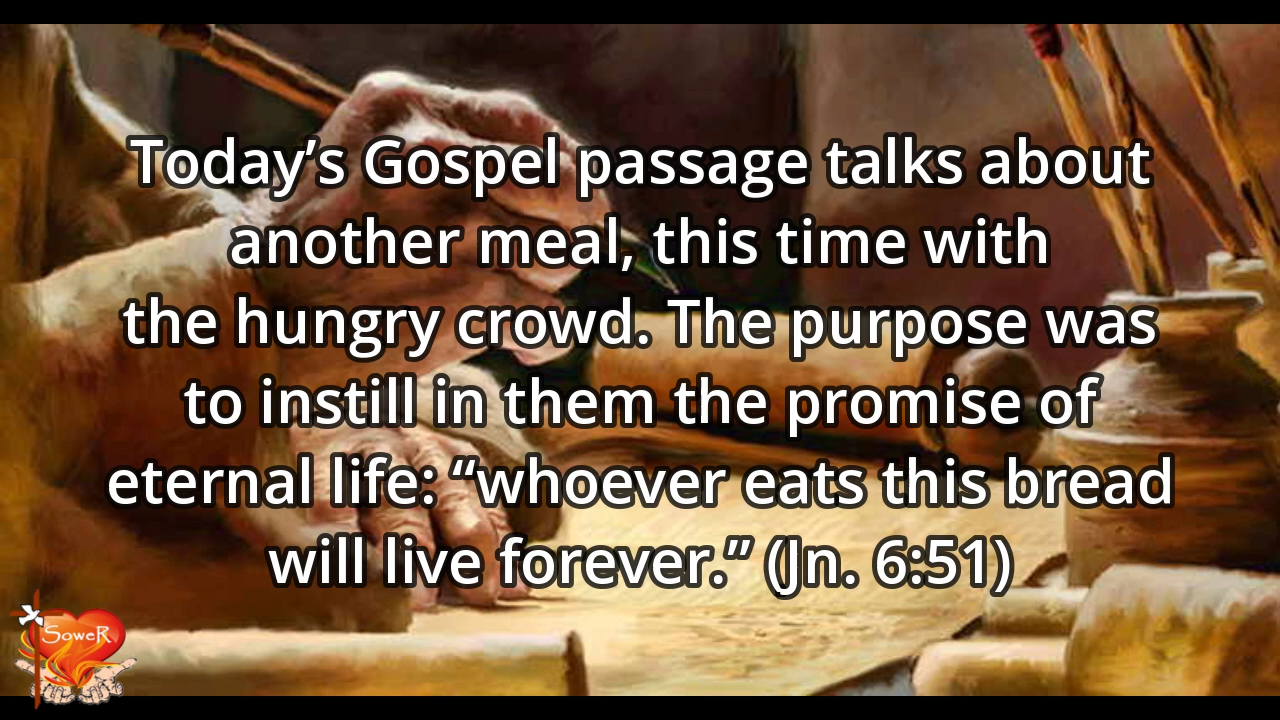 Today’s Gospel passage talks about
another meal, this time with
the hungry crowd. The purpose was
to instill in them the promise of
eternal life: “whoever eats this bread
will live forever.” (Jn. 6:51)
SoweR